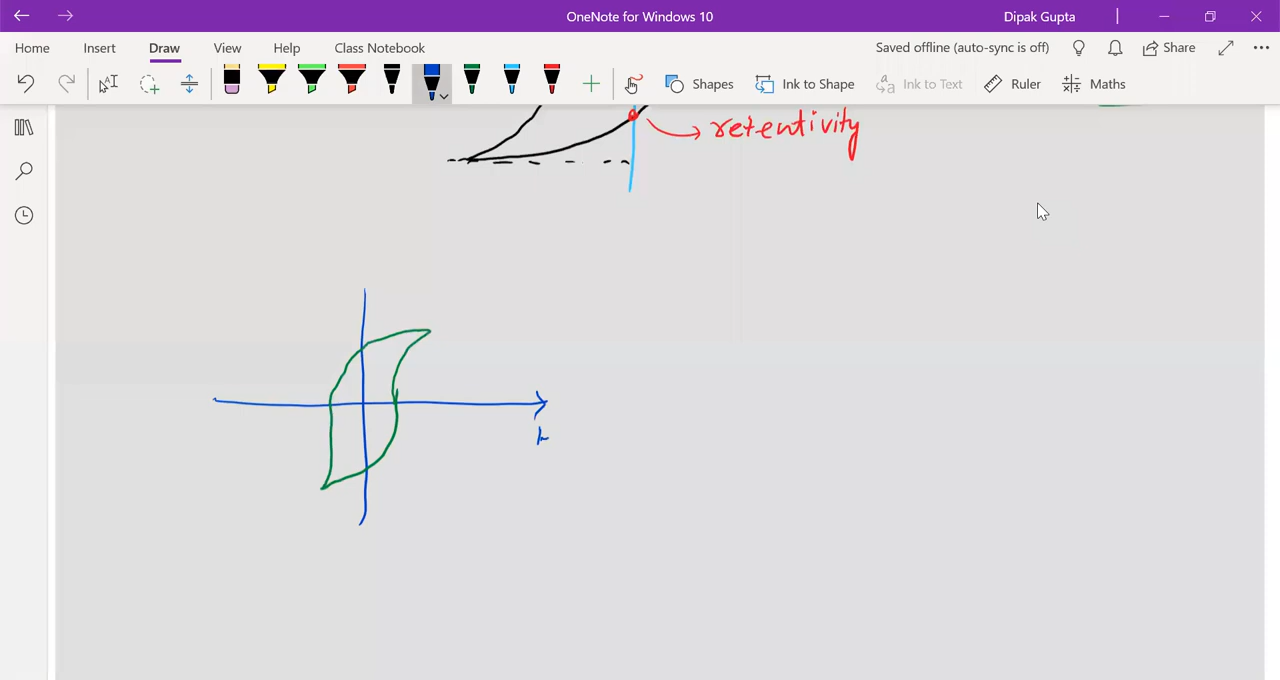 OneNote for Windows 10
Dipak Gupta
Home Insert Draw View Help Class Notebook
Saved offline (auto-sync is off)
Share
Shapes
Ink to Shape
Ink to Text
Ruler
Maths
retentivity